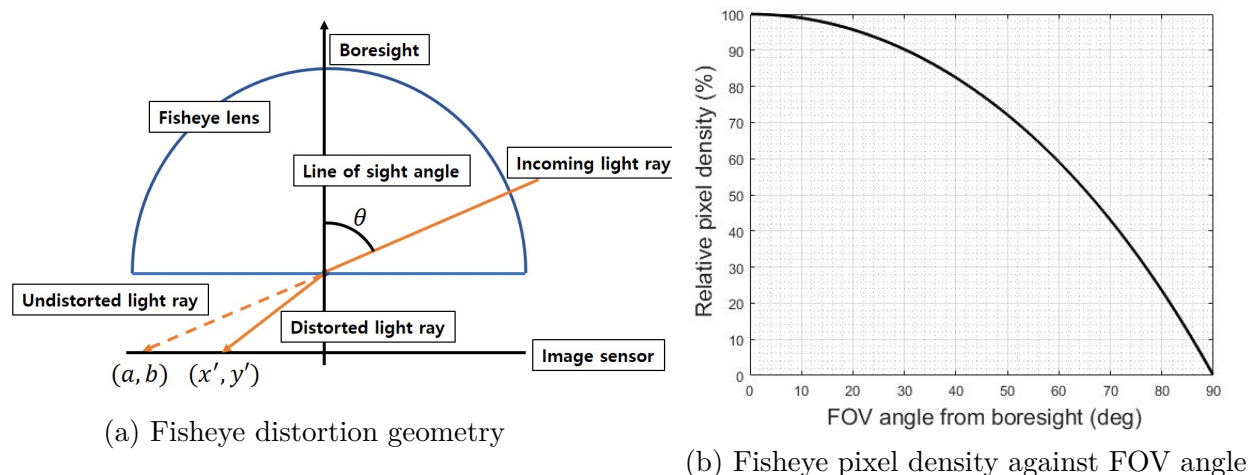 Boresight
Fisheye lens
Line of sight angle
Incoming light ray
θ
Undistorted light ray
Distorted light ray
Image sensor
(a, b) (x′, y′)
(a) Fisheye distortion geometry
100
90
80
70
60
50
40
30
20
10
0
Relative pixel density (%)
0 10 20 30 40 50 60 70 80 90
FOV angle from boresight (deg)
(b) Fisheye pixel density against FOV angle